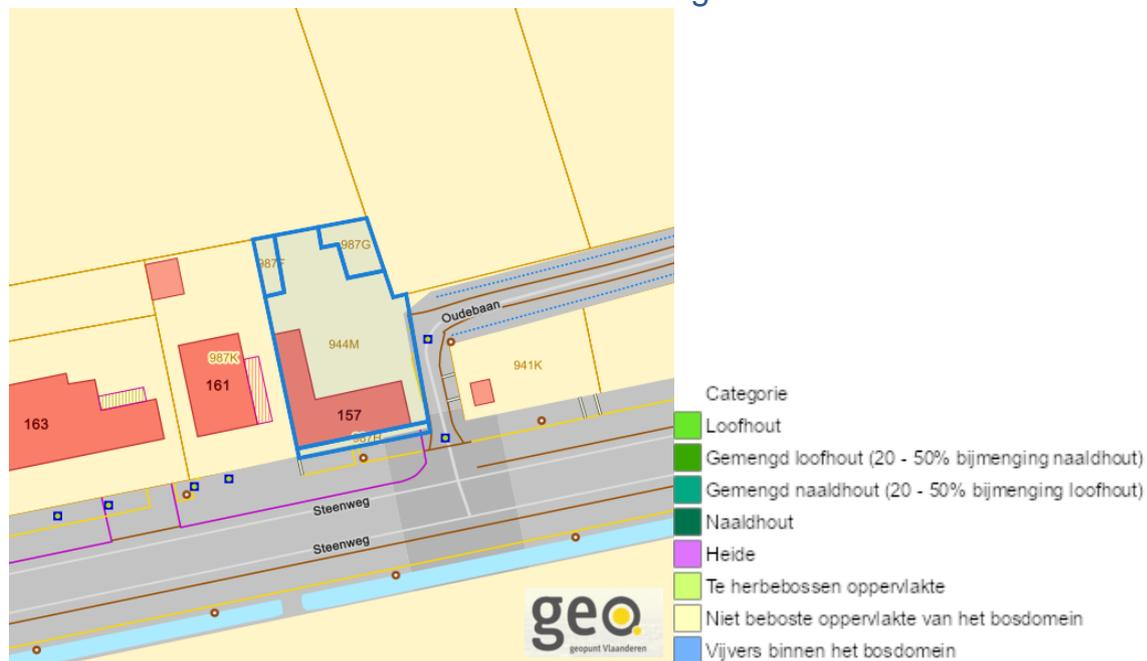 987G
987F
Oudebaan
944M
987K
161
941K
163
157
987H
Steenweg
Steenweg
geo
geopunt Vlaanderen
Categorie
Loofhout
Gemengd loofhout (20 - 50% bijmenging naaldhout)
Gemengd naaldhout (20 - 50% bijmenging loofhout)
Naaldhout
Heide
Te herbebossen oppervlakte
Niet beboste oppervlakte van het bosdomein
Vijvers binnen het bosdomein